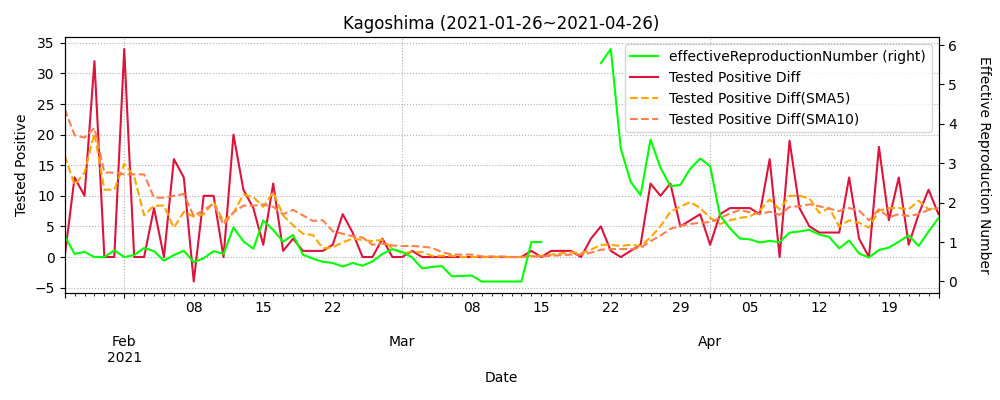 Kagoshima (2021-01-26~2021-04-26)
effectiveReproductionNumber (right)
Tested Positive Diff
Tested Positive Diff(SMA5)
Tested Positive Diff(SMA10)
Tested Positive
35
30
25
20
15
10
5
0
−5
Effective Reproduction Number
6
5
4
3
2
1
0
08 15 22 08 15 22 29 05 12 19
Feb Mar Apr
2021
Date